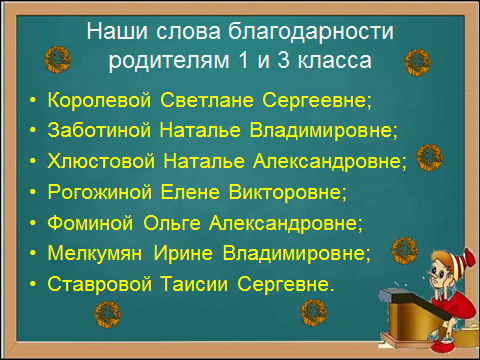 Наши слова благодарности
родителям 1 и 3 класса
• Королевой Светлане Сергеевне;
• Заботиной Наталье Владимировне;
• Хлюстовой Наталье Александровне;
• Рогожиной Елене Викторовне;
• Фоминой Ольге Александровне;
• Мелкумян Ирине Владимировне;
• Ставровой Таисии Сергевне.